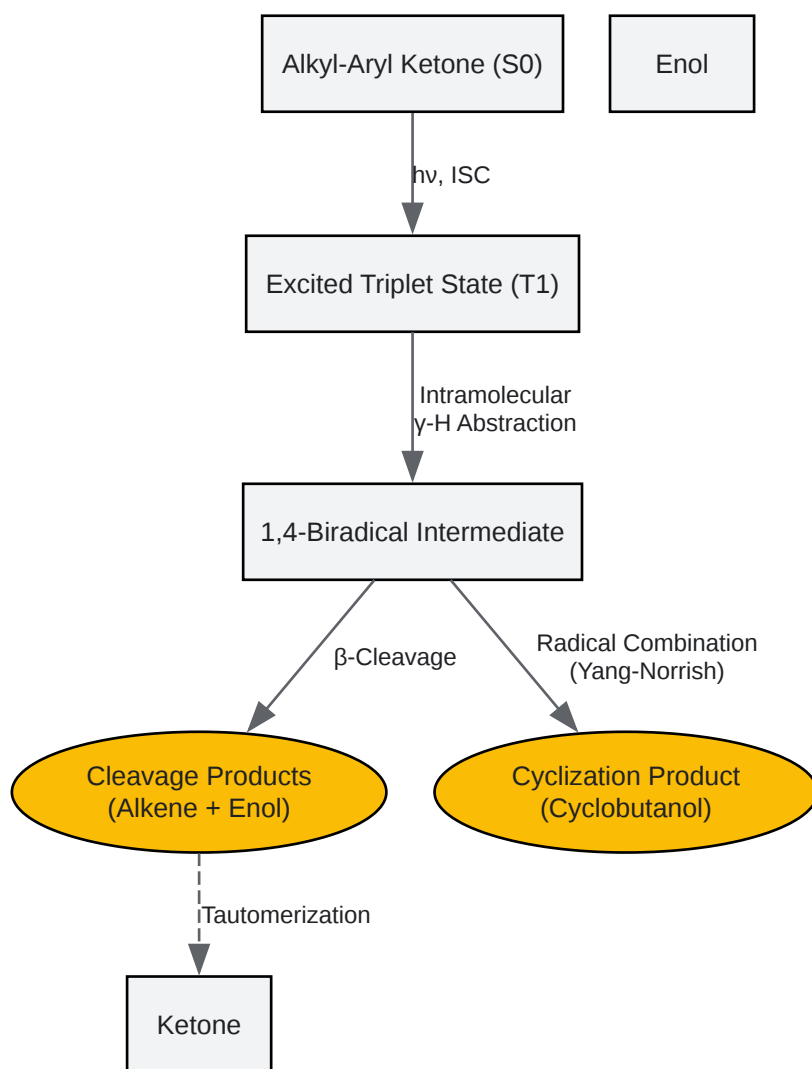 Alkyl-Aryl Ketone (S0)
Enol
hν, ISC
Excited Triplet State (T1)
Intramolecular
γ-H Abstraction
1,4-Biradical Intermediate
β-Cleavage
Radical Combination
(Yang-Norrish)
Cleavage Products
(Alkene + Enol)
Cyclization Product
(Cyclobutanol)
Tautomerization
Ketone